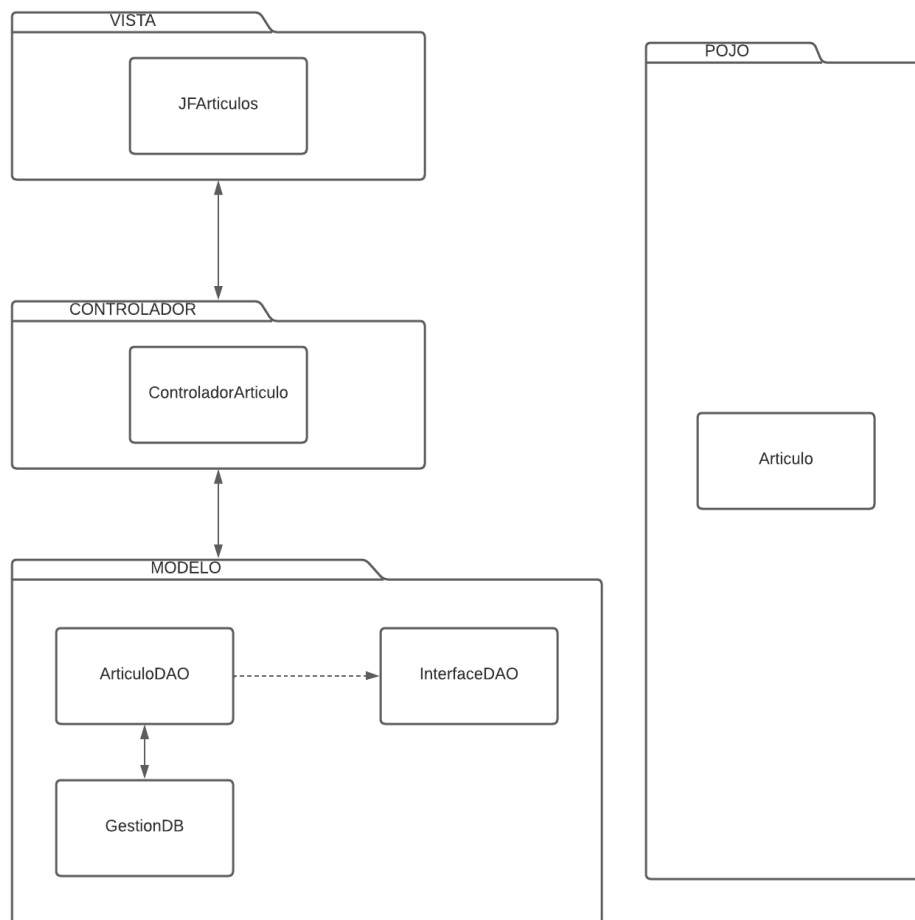 VISTA
JFArticulos
POJO
CONTROLADOR
ControladorArticulo
Articulo
MODELO
ArticuloDAO
InterfaceDAO
GestionDB